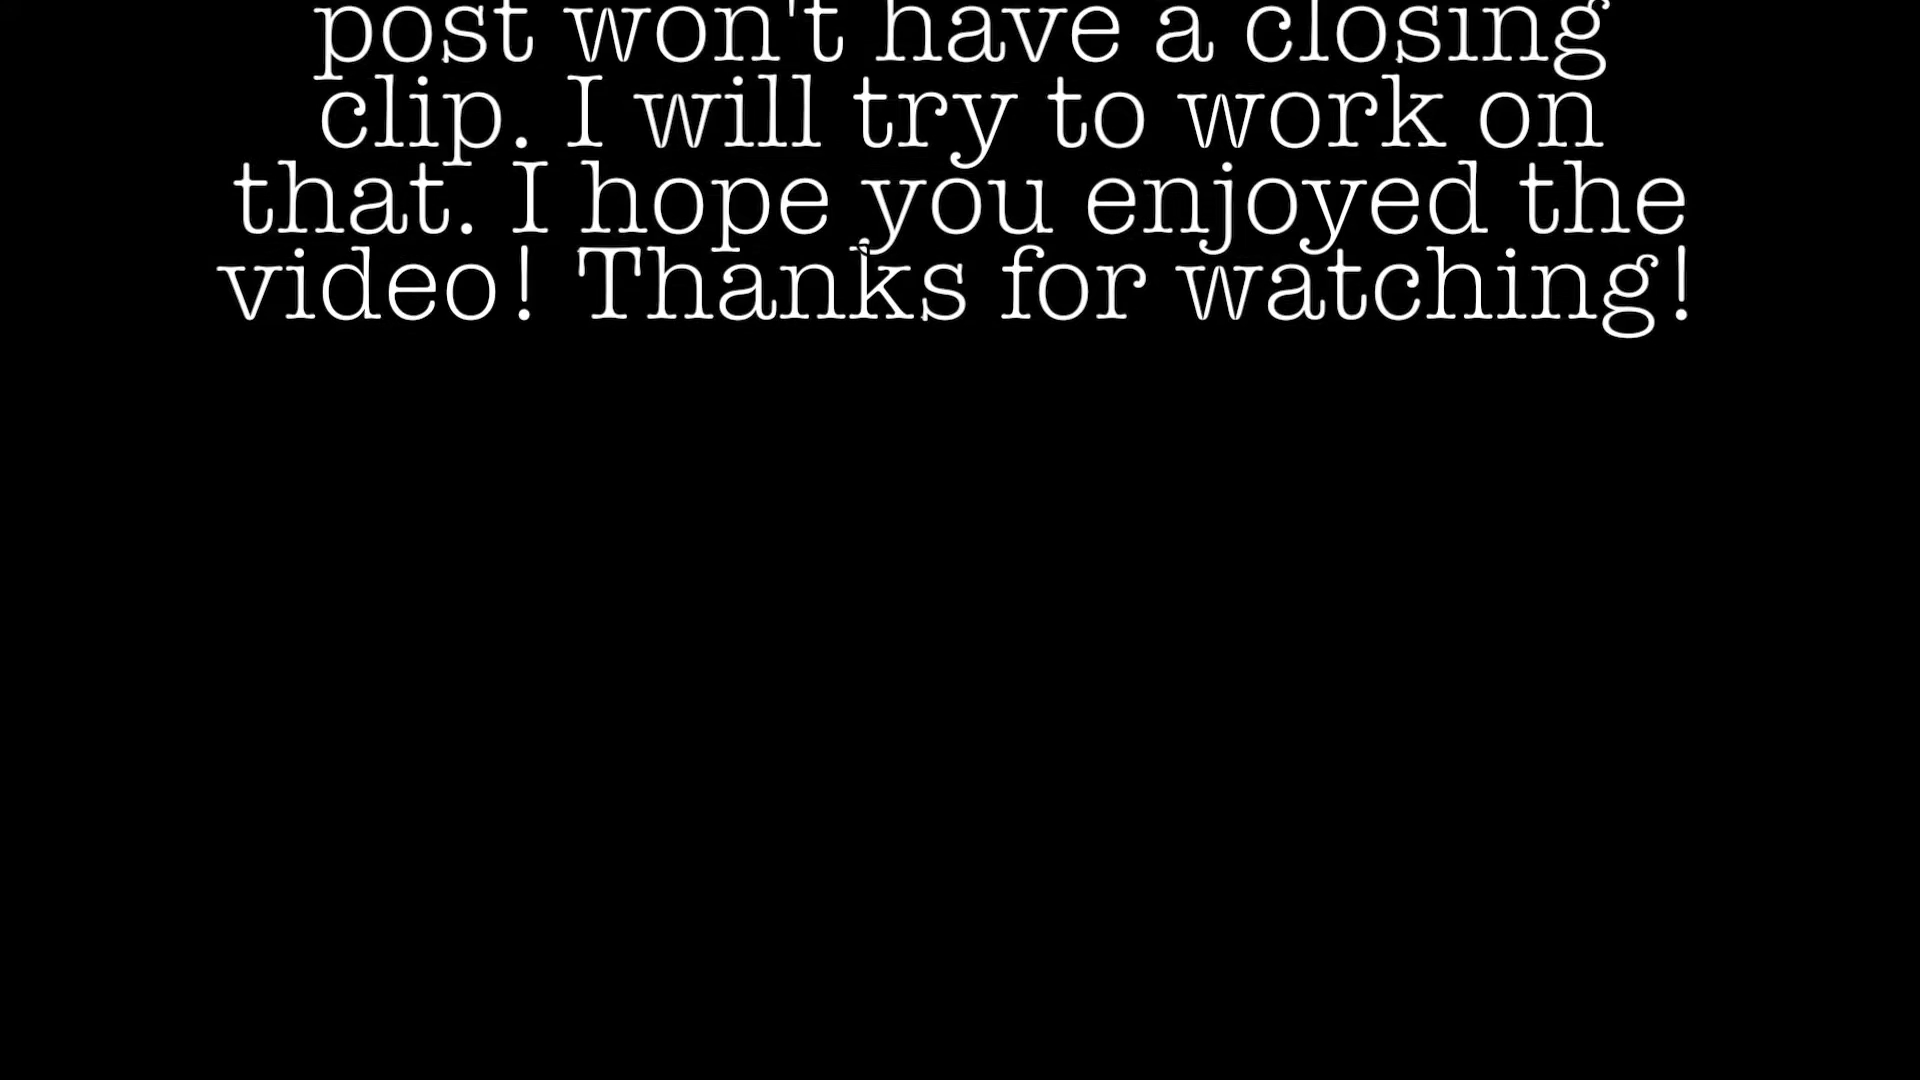 post won't have a closing
clip. I will try to work on
that. I hope you enjoyed the
video! Thanks for watching!